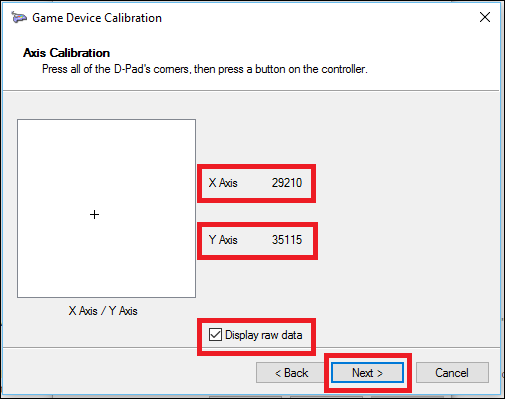 Game Device Calibration
Axis Calibration
Press all of the D-Pad's corners, then press a button on the controller.
X Axis 29210
Y Axis 35115
X Axis / Y Axis
Display raw data
< Back Next > Cancel